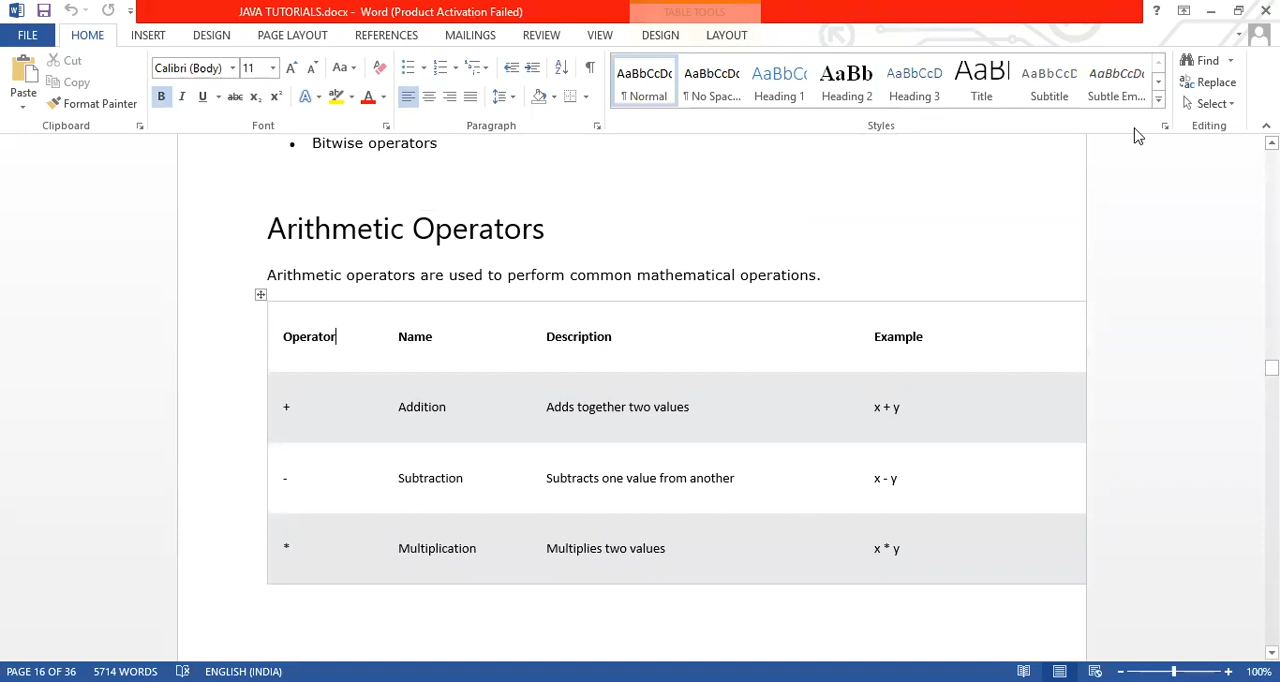 JAVA TUTORIALS.docx - Word (Product Activation Failed)
TABLE TOOLS
?
FILE HOME INSERT DESIGN PAGE LAYOUT REFERENCES MAILINGS REVIEW VIEW DESIGN LAYOUT
Paste
Cut
Copy
Format Painter
Clipboard
Calibri (Body) 11
Aa
B I U abc x₂ x² A A
Font
Paragraph
AaBbCcDc AaBbCcDc AaBbCc AaBb AaBbCcD AaBl AaBbCcD AaBbCcDc
¶ Normal ¶ No Spac... Heading 1 Heading 2 Heading 3 Title Subtitle Subtle Em...
Styles
Find
Replace
Select
Editing
• Bitwise operators
Arithmetic Operators
Arithmetic operators are used to perform common mathematical operations.
Operator Name Description Example
+ Addition Adds together two values x + y
- Subtraction Subtracts one value from another x - y
* Multiplication Multiplies two values x * y
PAGE 16 OF 36 5714 WORDS ENGLISH (INDIA) 100%